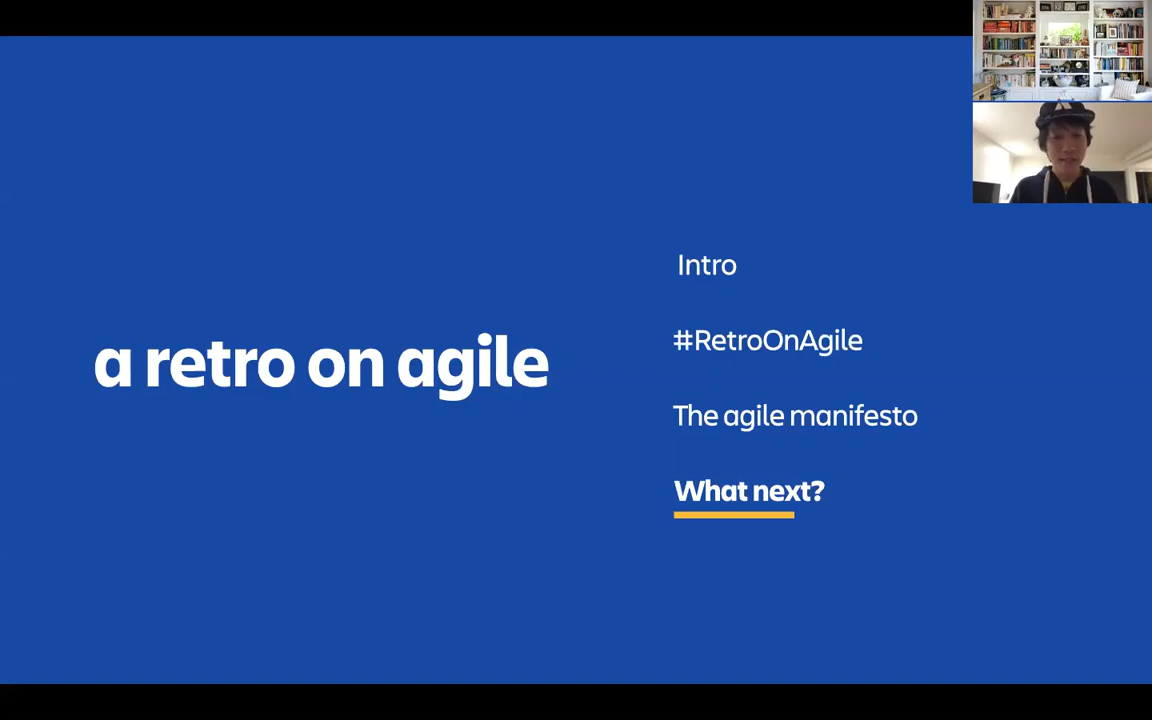 a retro on agile
Intro
#RetroOnAgile
The agile manifesto
What next?